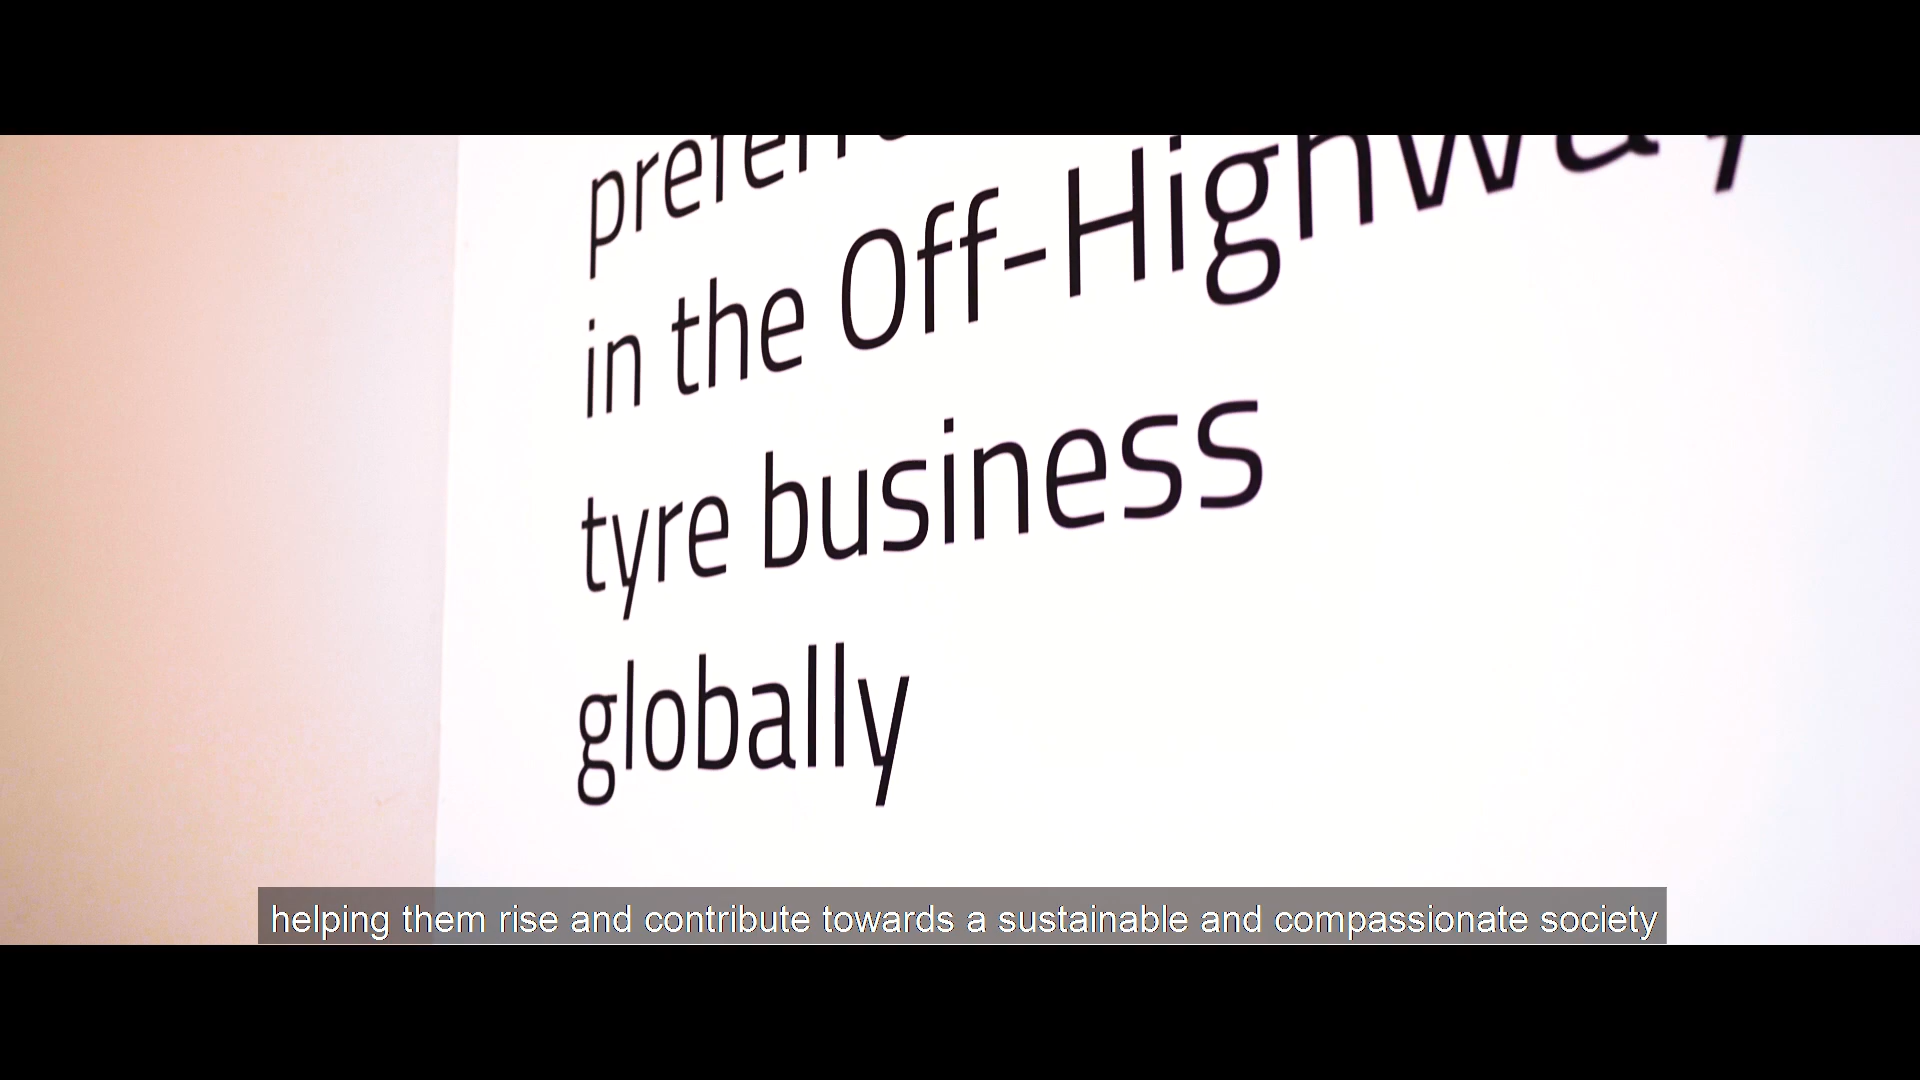 in the Off-Highway
tyre business
globally
helping them rise and contribute towards a sustainable and compassionate society